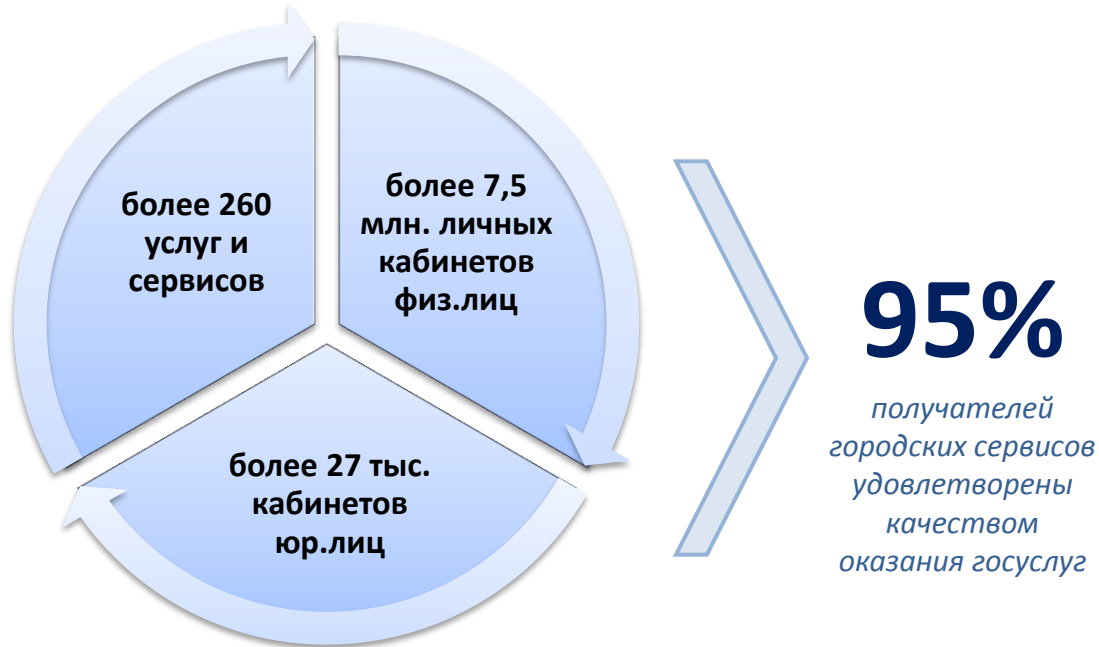 более 260
услуг и
сервисов
более 7,5
млн. личных
кабинетов
физ.лиц
более 27 тыс.
кабинетов
юр.лиц
95%
получателей
городских сервисов
удовлетворены
качеством
оказания госуслуг